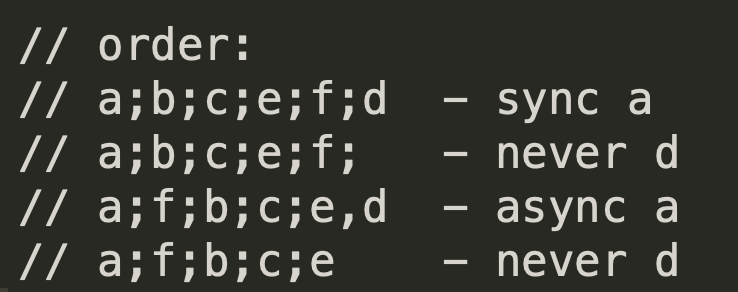 // order:
// a;b;c;e;f;d  – sync a
// a;b;c;e;f;   – never d
// a;f;b;c;e,d  – async a
// a;f;b;c;e    – never d